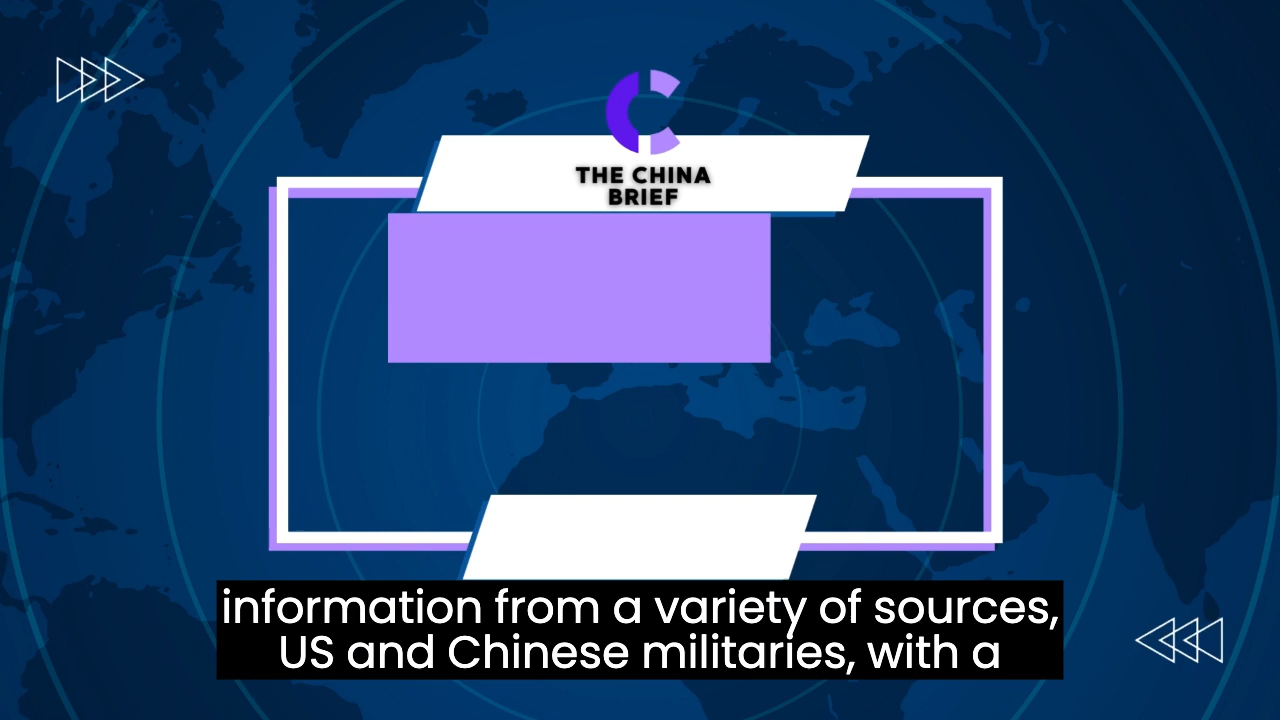 THE CHINA
BRIEF
information from a variety of sources,
US and Chinese militaries, with a